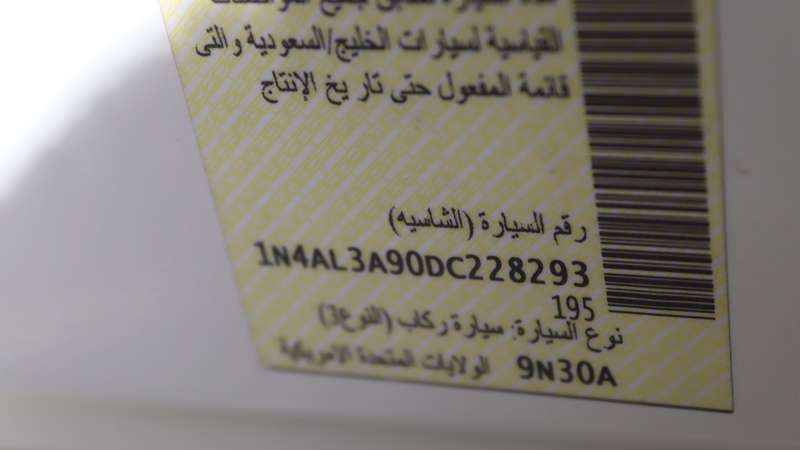 القياسية لسيارات الخليج/السعودية والتى
قائمة المفعول حتى تاريخ الإنتاج
رقم السيارة (الشاسيه)
1N4AL3A90DC228293
195
نوع السيارة: سيارة ركاب (النوع3)
الولايات المتحدة الامريكية 9N30A